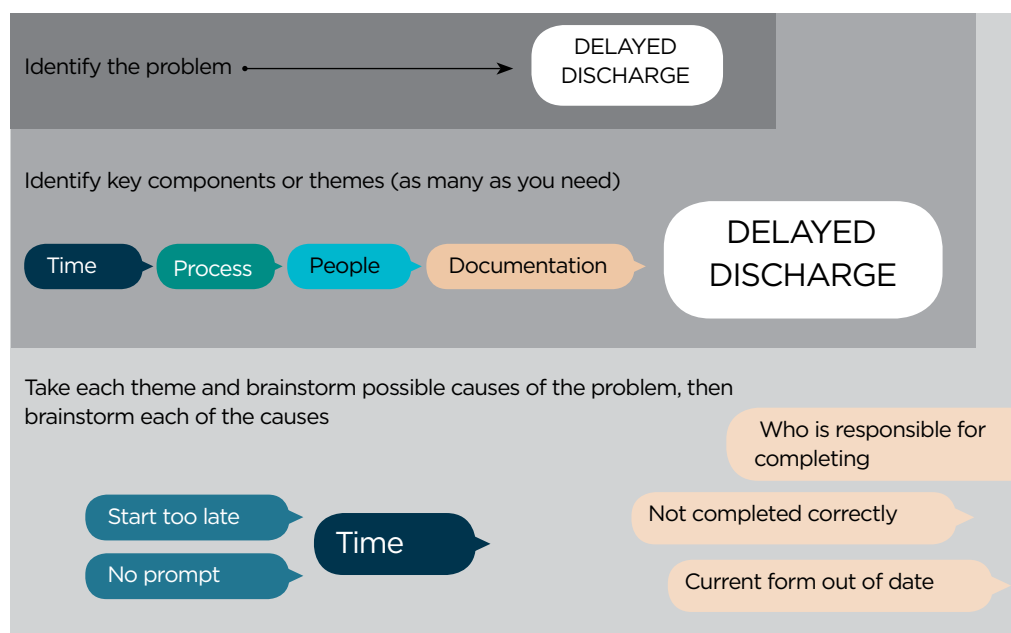 Identify the problem
DELAYED
DISCHARGE
Identify key components or themes (as many as you need)
Time
Process
People
Documentation
DELAYED
DISCHARGE
Take each theme and brainstorm possible causes of the problem, then
brainstorm each of the causes
Who is responsible for
completing
Start too late
Time
Not completed correctly
No prompt
Current form out of date